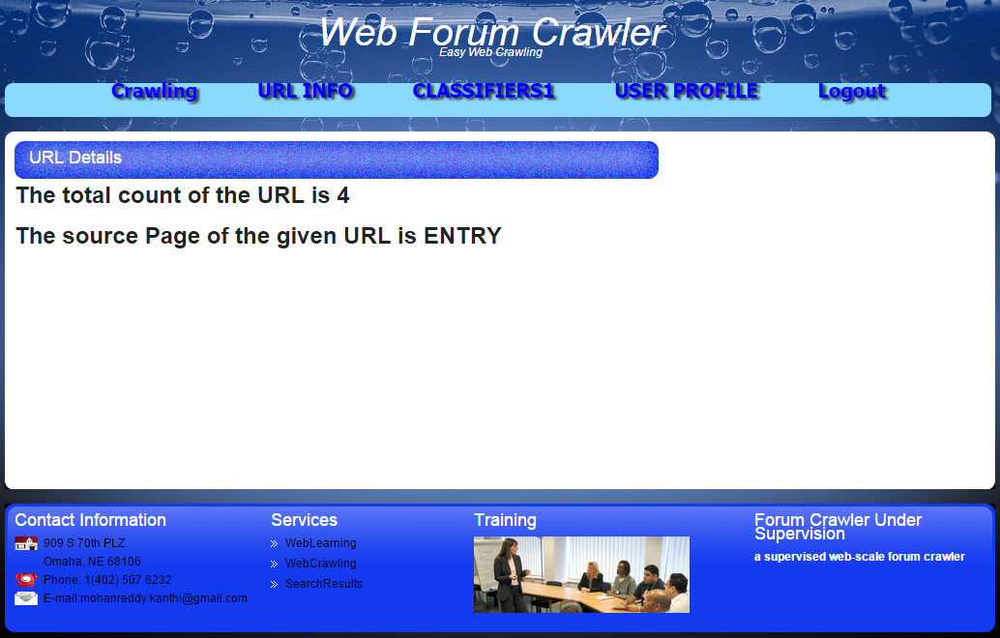 Web Forum Crawler
Easy Web Crawling
Crawling
URL INFO
CLASSIFIERS1
USER PROFILE
Logout
URL Details
The total count of the URL is 4
The source Page of the given URL is ENTRY
Contact Information
909 S 70th PLZ
Omaha, NE 68106
Phone: 1(402) 507 6232
E-mail:mohanreddy.kanthi@gmail.com
Services
WebLearning
WebCrawling
SearchResults
Training
Forum Crawler Under
Supervision
a supervised web-scale forum crawler